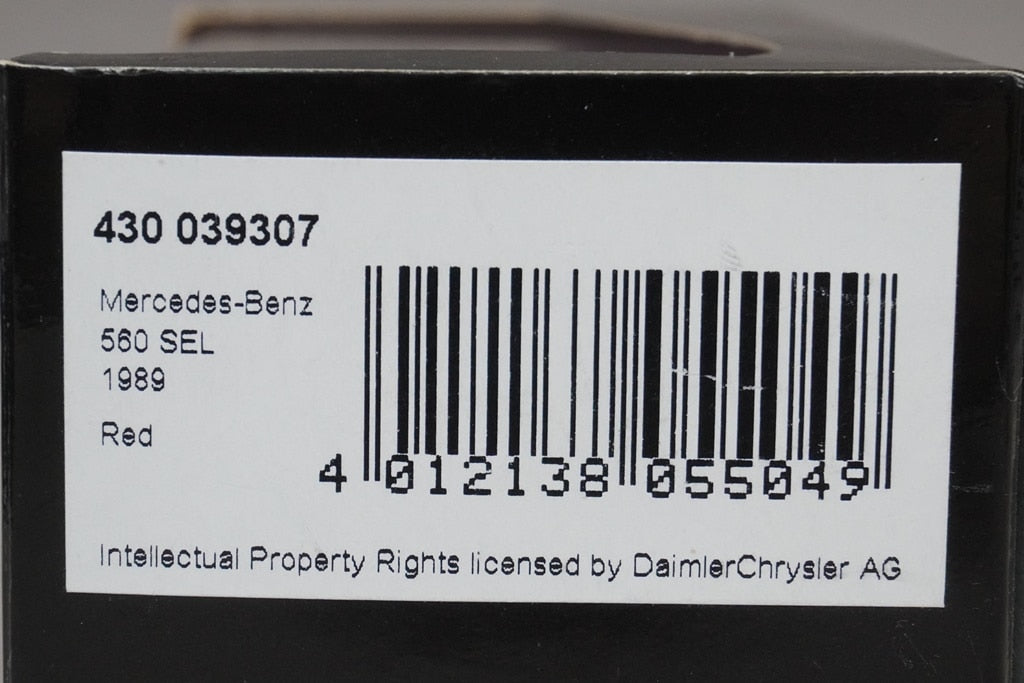 430 039307
Mercedes-Benz
560 SEL
1989
Red
4 012138 055049
Intellectual Property Rights licensed by DaimlerChrysler AG